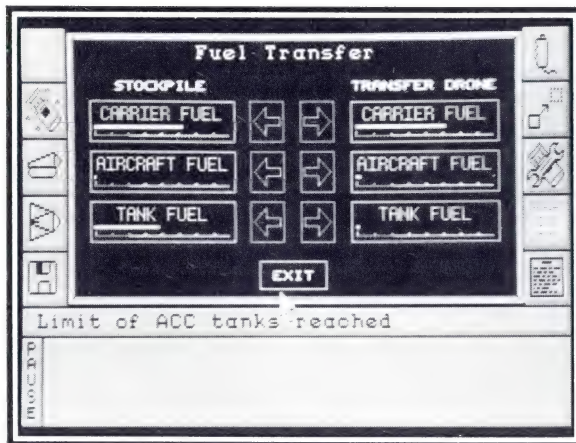 Fuel Transfer
STOCKPILE TRANSFER DRONE
CARRIER FUEL CARRIER FUEL
AIRCRAFT FUEL AIRCRAFT FUEL
TANK FUEL TANK FUEL
EXIT
Limit of ACC tanks reached
PAUSE